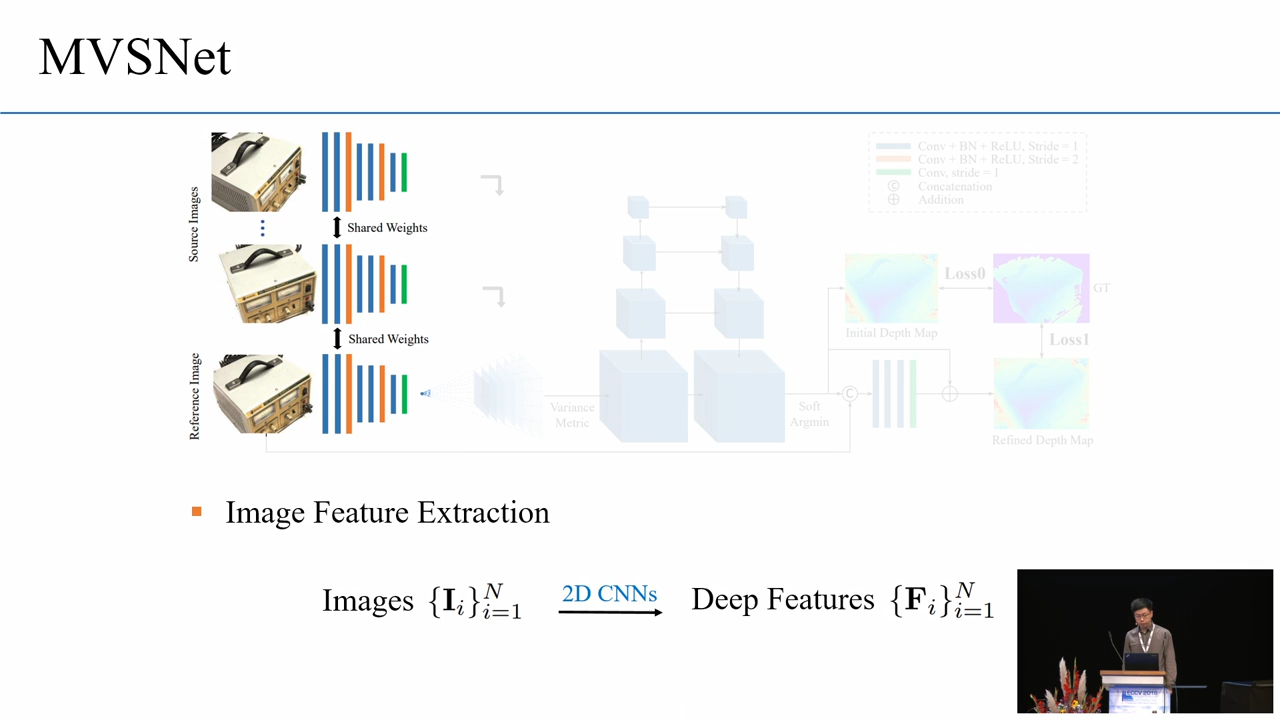 MVSNet
Source Images
Shared Weights
Shared Weights
Reference Image
Variance
Metric
Soft
Argmin
C
Conv + BN + ReLU, Stride = 1
Conv + BN + ReLU, Stride = 2
Conv, stride = 1
C Concatenation
Addition
Loss0
GT
Initial Depth Map
Loss1
Refined Depth Map
Image Feature Extraction
Images {I_i}_{i=1}^N 2D CNNs Deep Features {F_i}_{i=1}^N
ECCV 2018